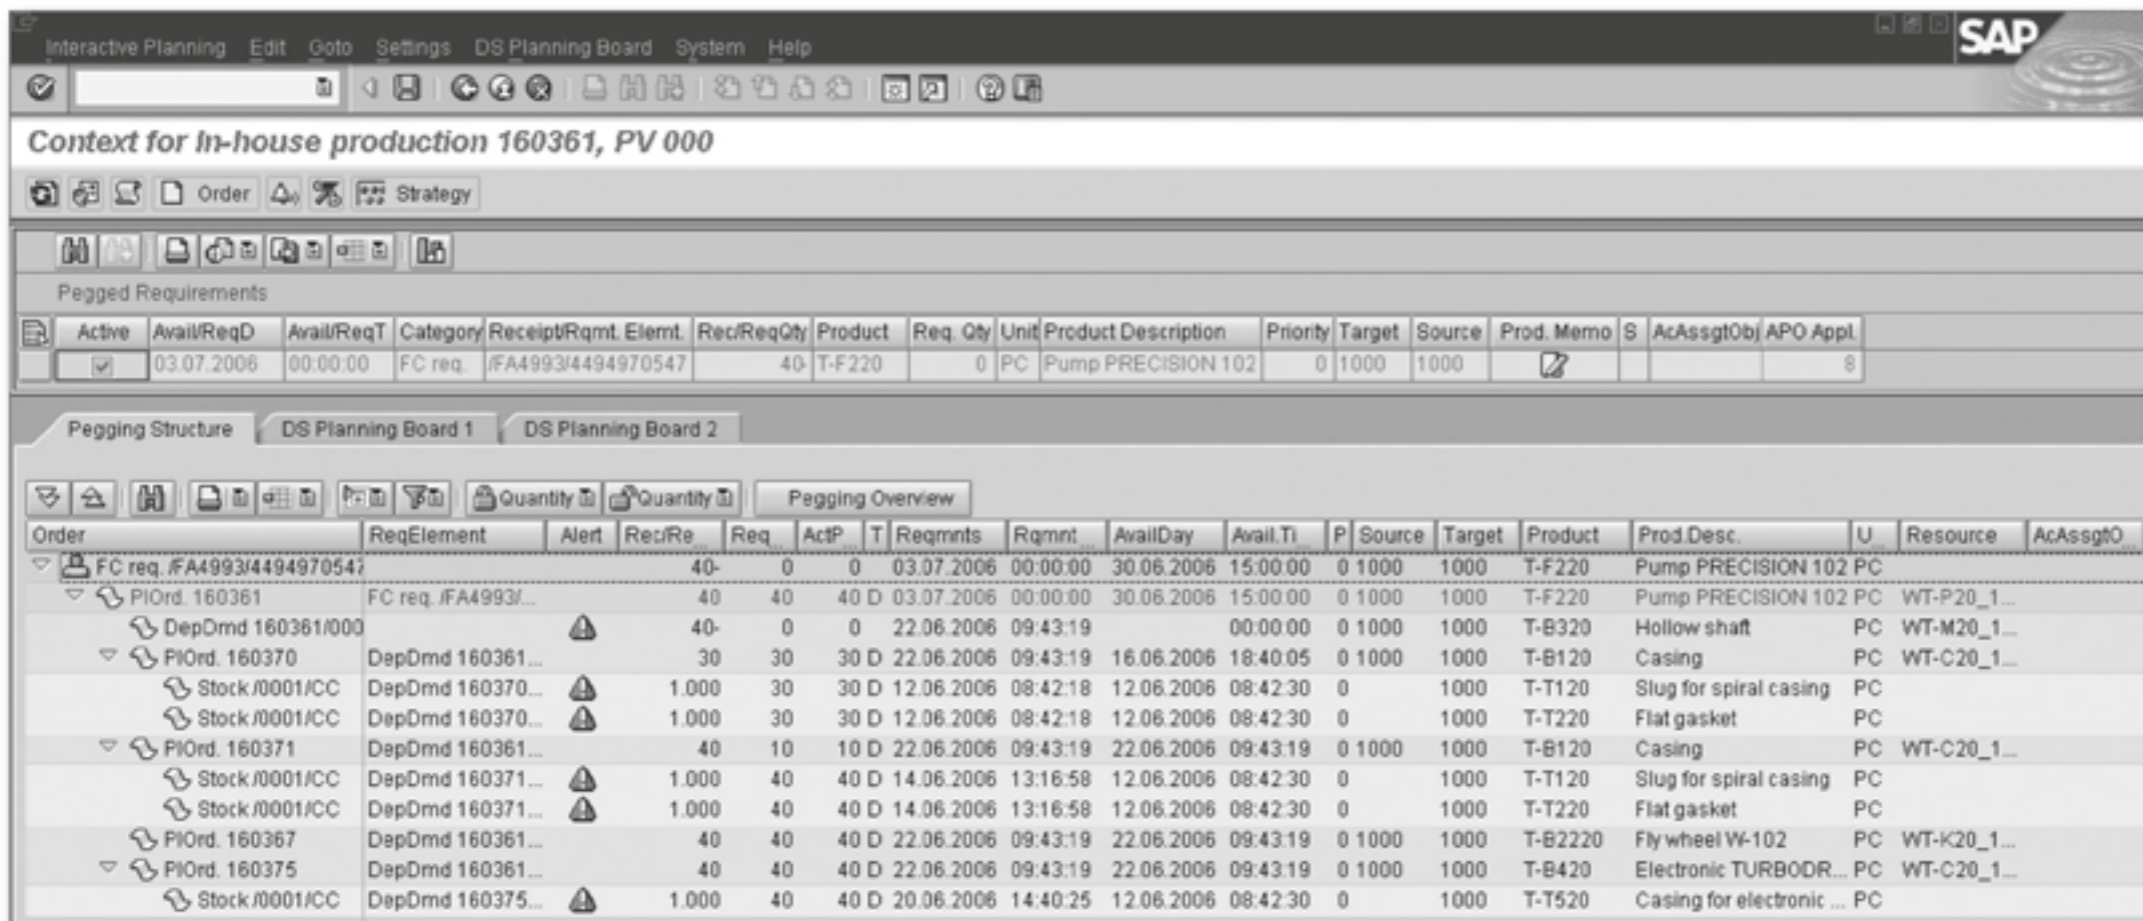 SAP
Interactive Planning Edit Goto Settings DS Planning Board System Help
Context for In-house production 160361, PV 000
Order Strategy
Pegged Requirements
Active Avail/ReqD Avail/ReqT Category Receipt/Rqmt. Elemt. Rec/ReqQty Product Req. Qty Unit Product Description Priority Target Source Prod. Memo S AcAssgtObj APO Appl.
03.07.2006 00:00:00 FC req. /FA4993/4494970547 40- T-F220 0 PC Pump PRECISION 102 0 1000 1000 8
Pegging Structure DS Planning Board 1 DS Planning Board 2
Quantity Quantity Pegging Overview
Order ReqElement Alert Rec/Re... Req... ActP... T Reqmnts Rqmnt... AvailDay Avail.Ti... P Source Target Product Prod.Desc. U... Resource AcAssgtO...
FC req. /FA4993/4494970547 40- 0 0 03.07.2006 00:00:00 30.06.2006 15:00:00 0 1000 1000 T-F220 Pump PRECISION 102 PC
PlOrd. 160361 FC req. /FA4993/... 40 40 40 D 03.07.2006 00:00:00 30.06.2006 15:00:00 0 1000 1000 T-F220 Pump PRECISION 102 PC WT-P20_1...
DepDmd 160361/000 40- 0 0 22.06.2006 09:43:19 00:00:00 0 1000 1000 T-B320 Hollow shaft PC WT-M20_1...
PlOrd. 160370 DepDmd 160361... 30 30 30 D 22.06.2006 09:43:19 16.06.2006 18:40:05 0 1000 1000 T-B120 Casing PC WT-C20_1...
Stock /0001/CC DepDmd 160370... 1.000 30 30 D 12.06.2006 08:42:18 12.06.2006 08:42:30 0 1000 T-T120 Slug for spiral casing PC
Stock /0001/CC DepDmd 160370... 1.000 30 30 D 12.06.2006 08:42:18 12.06.2006 08:42:30 0 1000 T-T220 Flat gasket PC
PlOrd. 160371 DepDmd 160361... 40 10 10 D 22.06.2006 09:43:19 22.06.2006 09:43:19 0 1000 1000 T-B120 Casing PC WT-C20_1...
Stock /0001/CC DepDmd 160371... 1.000 40 40 D 14.06.2006 13:16:58 12.06.2006 08:42:30 0 1000 T-T120 Slug for spiral casing PC
Stock /0001/CC DepDmd 160371... 1.000 40 40 D 14.06.2006 13:16:58 12.06.2006 08:42:30 0 1000 T-T220 Flat gasket PC
PlOrd. 160367 DepDmd 160361... 40 40 40 D 22.06.2006 09:43:19 22.06.2006 09:43:19 0 1000 1000 T-B2220 Fly wheel W-102 PC WT-K20_1...
PlOrd. 160375 DepDmd 160361... 40 40 40 D 22.06.2006 09:43:19 22.06.2006 09:43:19 0 1000 1000 T-B420 Electronic TURBODR... PC WT-C20_1...
Stock /0001/CC DepDmd 160375... 1.000 40 40 D 20.06.2006 14:40:25 12.06.2006 08:42:30 0 1000 T-T520 Casing for electronic ... PC